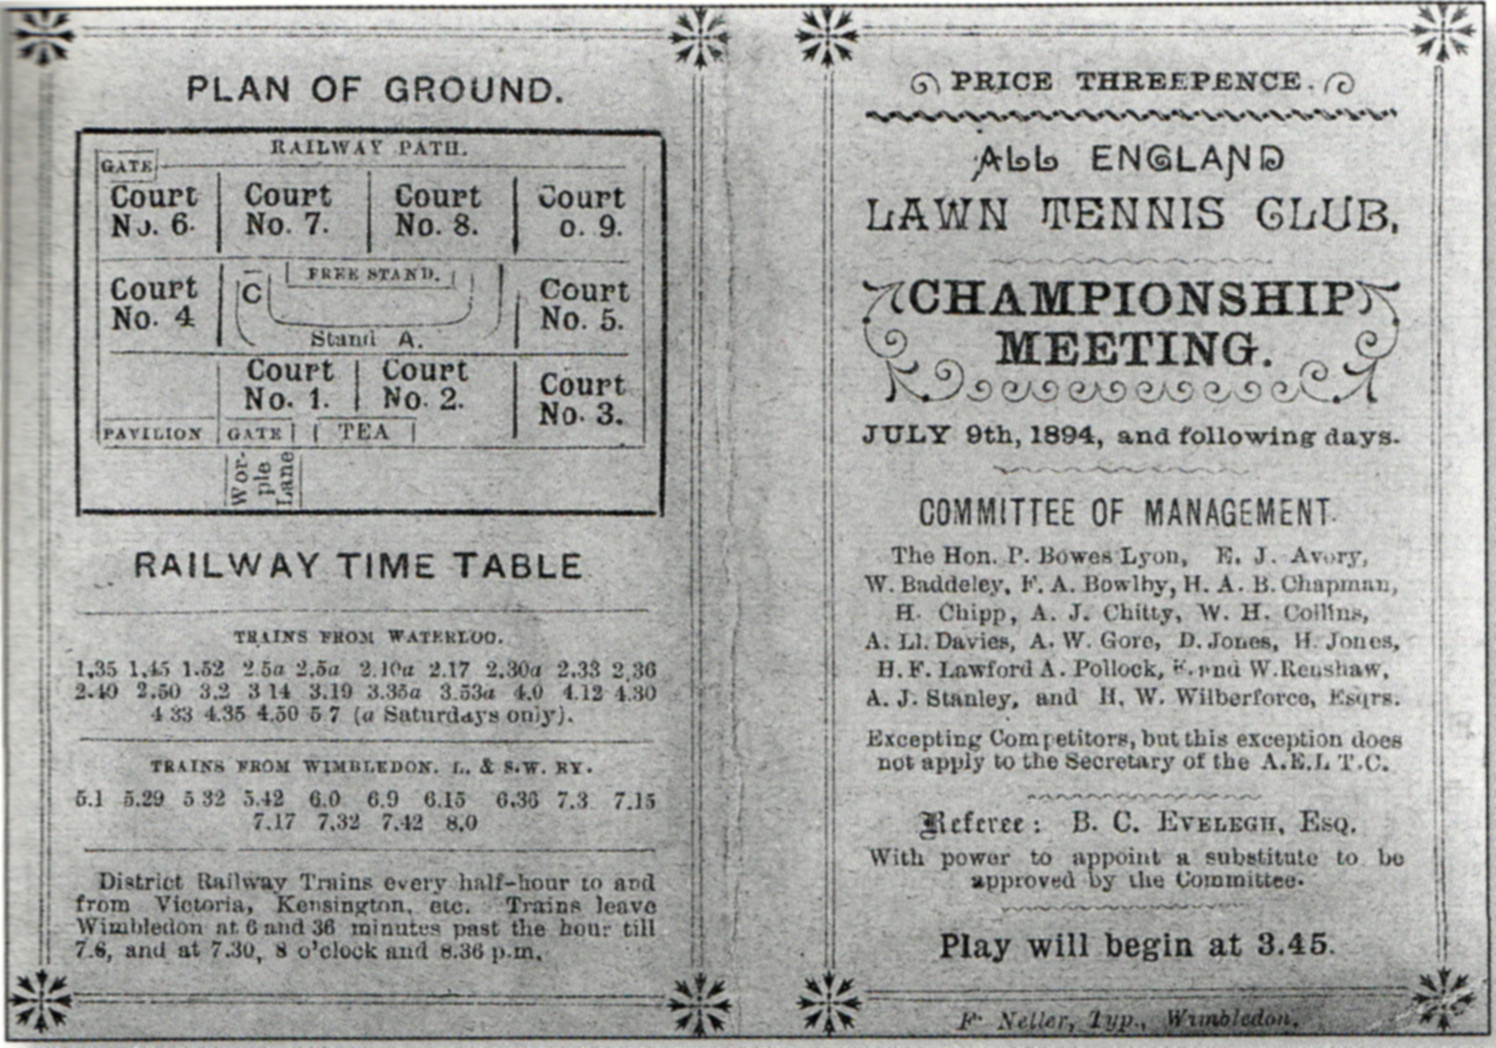 PLAN OF GROUND.
RAILWAY PATH.
GATE
Court No. 6.
Court No. 7.
Court No. 8.
Court o. 9.
Court No. 4
C
FREE STAND.
Stand A.
Court No. 5.
Court No. 1.
Court No. 2.
Court No. 3.
PAVILION
GATE
TEA
Wor-
ple
Lane
RAILWAY TIME TABLE
TRAINS FROM WATERLOO.
1.35 1.45 1.52 2.5a 2.5a 2.10a 2.17 2.30a 2.33 2.36
2.40 2.50 3.2 3 14 3.19 3.35a 3.53a 4.0 4.12 4.30
4 33 4.35 4.50 5 7 (a Saturdays only).
TRAINS FROM WIMBLEDON. L. & S.W. RY.
5.1 5.29 5 32 5.42 6.0 6.9 6.15 6.36 7.3 7.15
7.17 7.32 7.42 8.0
District Railway Trains every half-hour to and
from Victoria, Kensington, etc. Trains leave
Wimbledon at 6 and 36 minutes past the hour till
7.6, and at 7.30, 8 o'clock and 8.36 p.m.
PRICE THREEPENCE.
ALL ENGLAND
LAWN TENNIS CLUB,
CHAMPIONSHIP
MEETING.
JULY 9th, 1894, and following days.
COMMITTEE OF MANAGEMENT.
The Hon. P. Bowes Lyon, E. J. Avory,
W. Baddeley, F. A. Bowlby, H. A. B. Chapman,
H. Chipp, A. J. Chitty, W. H. Collins,
A. Ll. Davies, A. W. Gore, D. Jones, H. Jones,
H. F. Lawford A. Pollock, and W. Renshaw,
A. J. Stanley, and H. W. Wilberforce, Esqrs.
Excepting Competitors, but this exception does
not apply to the Secretary of the A.E.L T.C.
Referee: B. C. EVELEGH, ESQ.
With power to appoint a substitute to be
approved by the Committee.
Play will begin at 3.45.
F. Neller, Typ., Wimbledon.